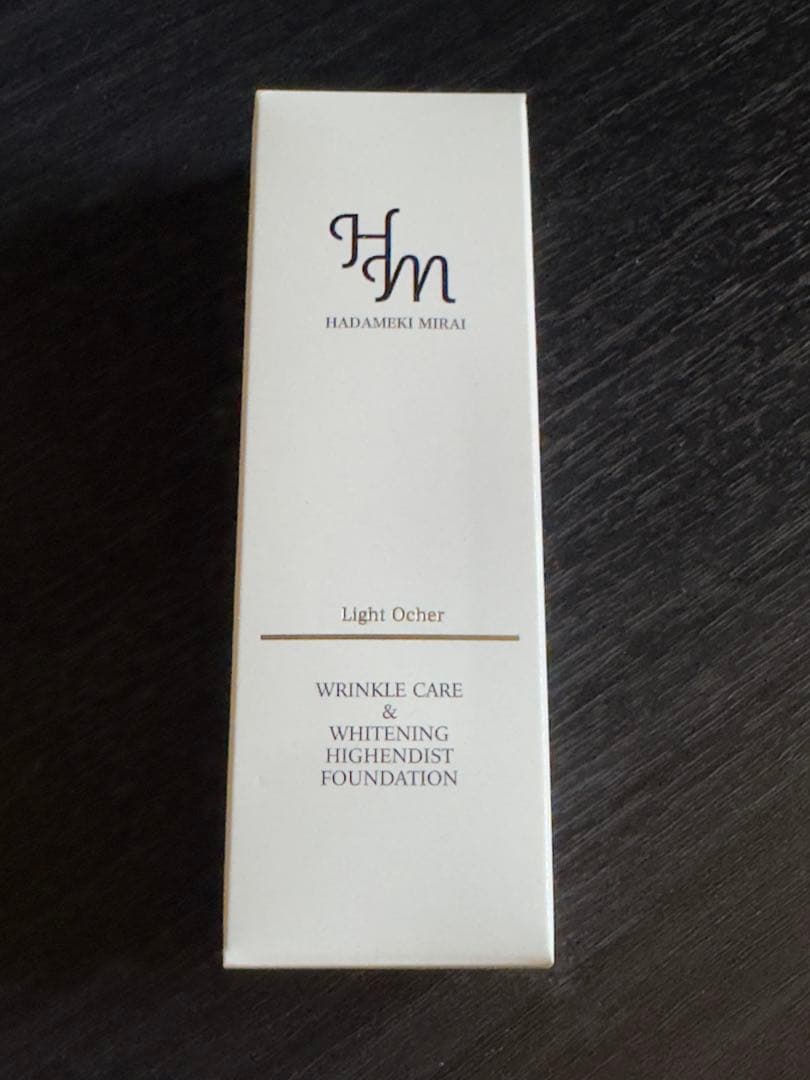 HM
HADAMEKI MIRAI
Light Ocher
WRINKLE CARE
&
WHITENING
HIGHENDIST
FOUNDATION